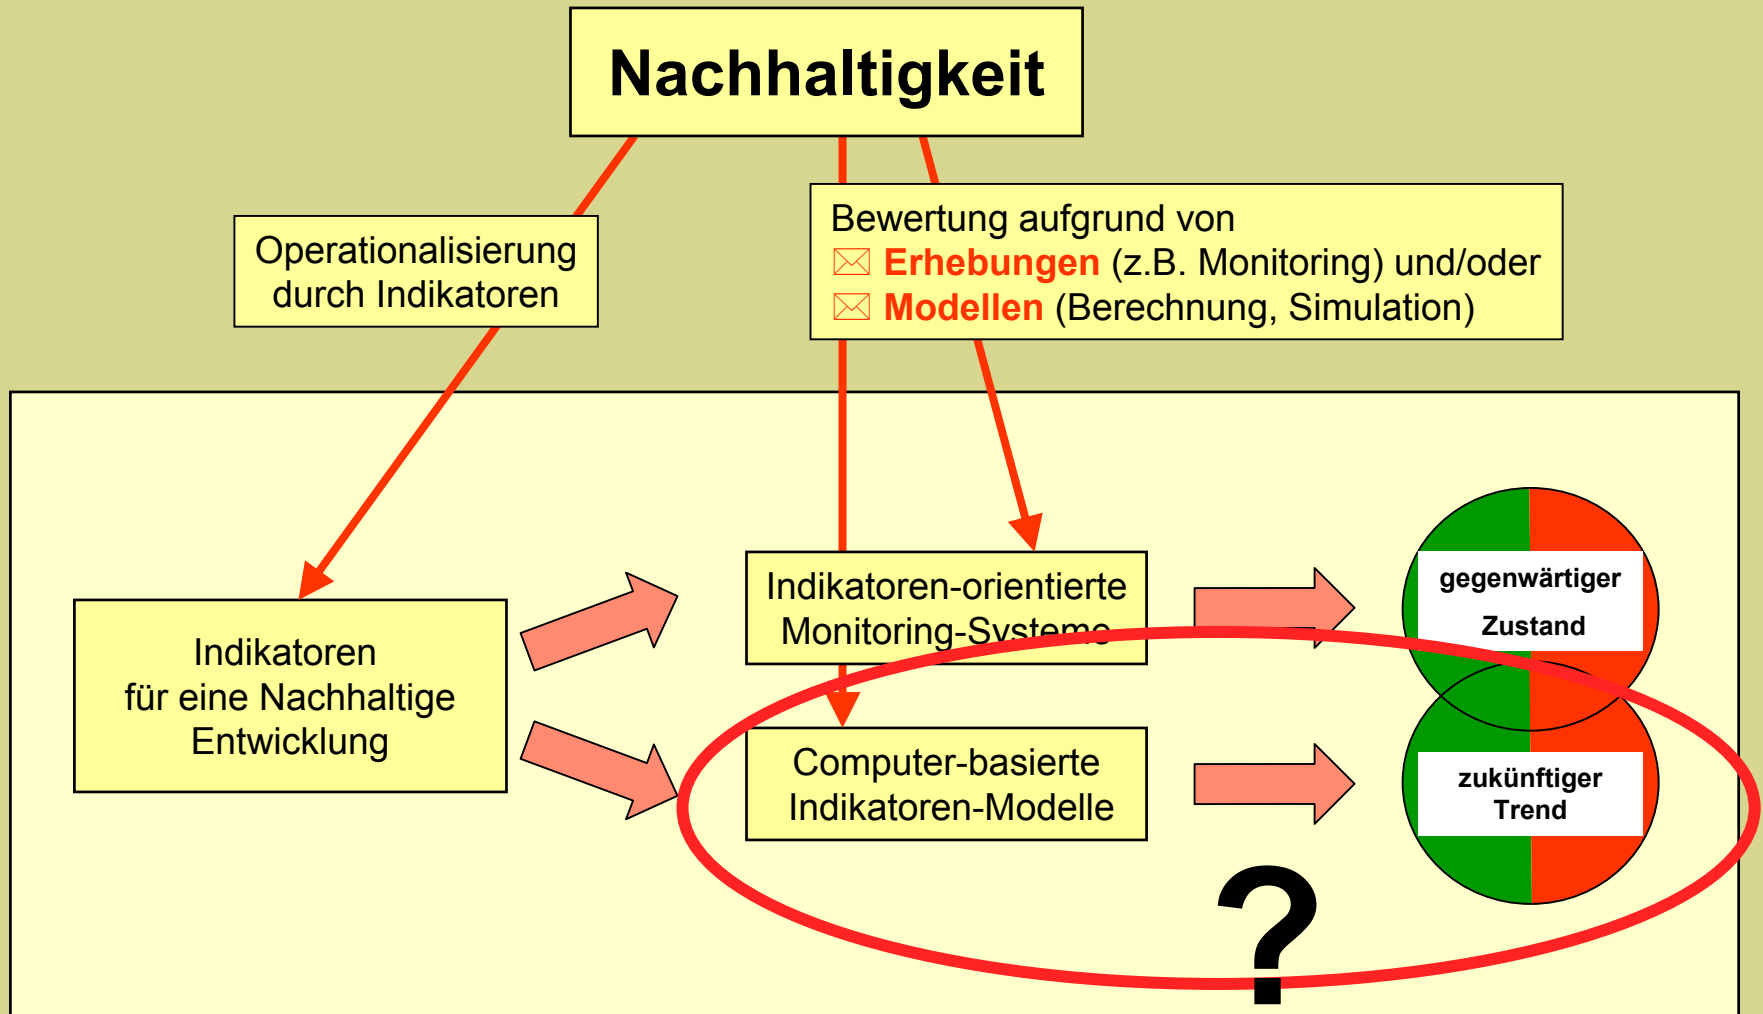 Nachhaltigkeit
Operationalisierung
durch Indikatoren
Bewertung aufgrund von
Erhebungen (z.B. Monitoring) und/oder
Modellen (Berechnung, Simulation)
Indikatoren
für eine Nachhaltige
Entwicklung
Indikatoren-orientierte
Monitoring-Systeme
gegenwärtiger
Zustand
Computer-basierte
Indikatoren-Modelle
zukünftiger
Trend
?